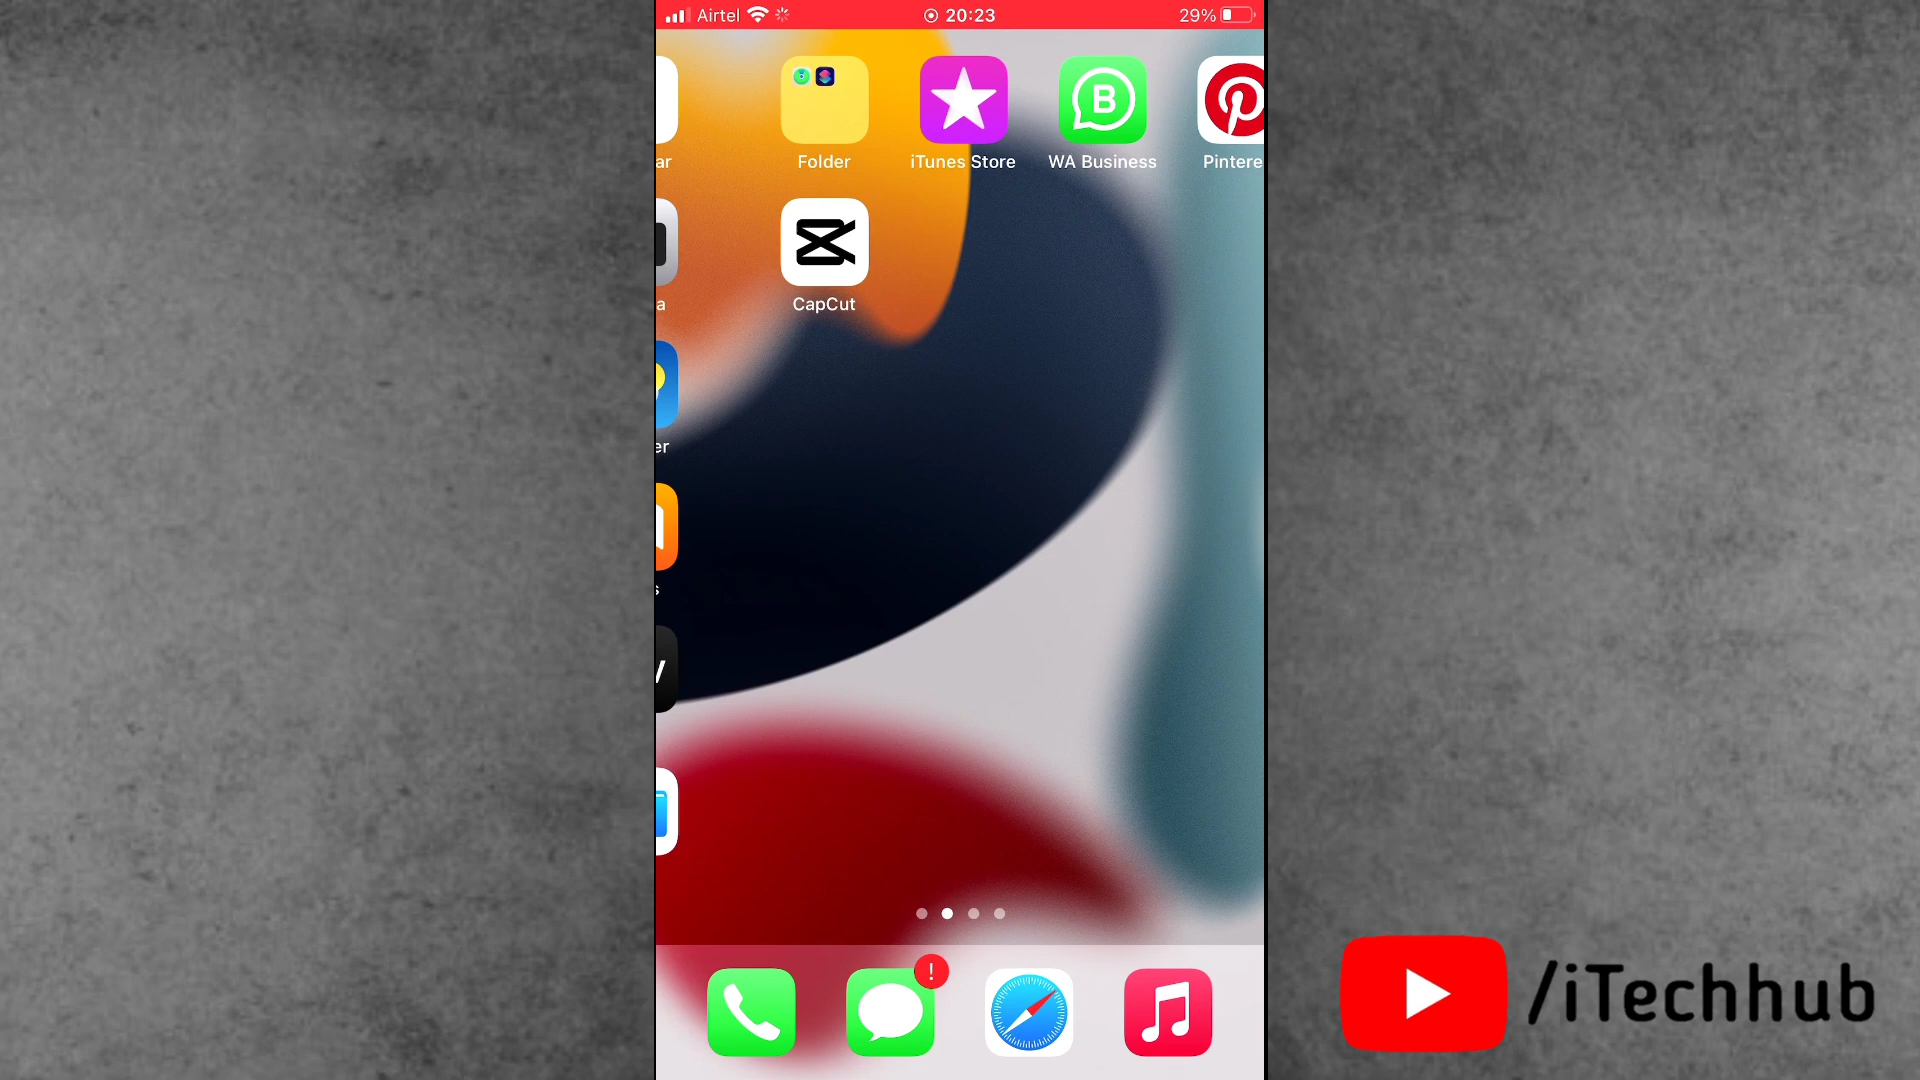 Airtel 20:23 29%
ar Folder iTunes Store WA Business Pintere
a CapCut
er
s
!
/iTechhub